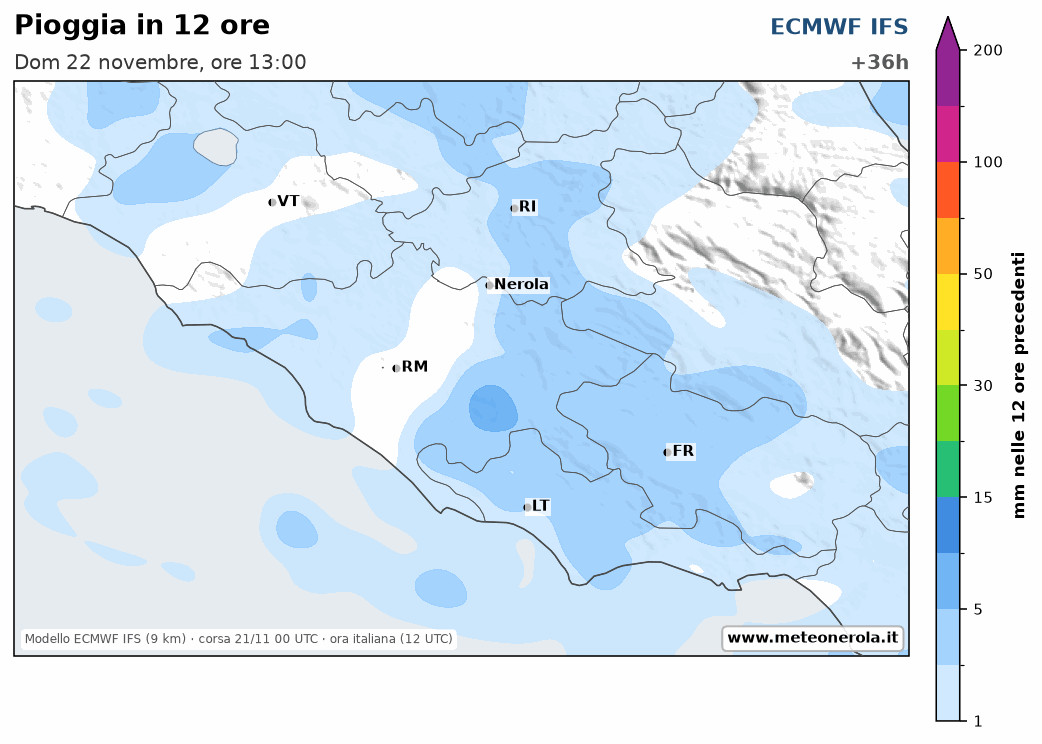 Pioggia in 12 ore
ECMWF IFS
Dom 22 novembre, ore 13:00
+36h
VT
RI
Nerola
RM
FR
LT
Modello ECMWF IFS (9 km) · corsa 21/11 00 UTC · ora italiana (12 UTC)
www.meteonerola.it
200
100
50
30
15
5
1
mm nelle 12 ore precedenti